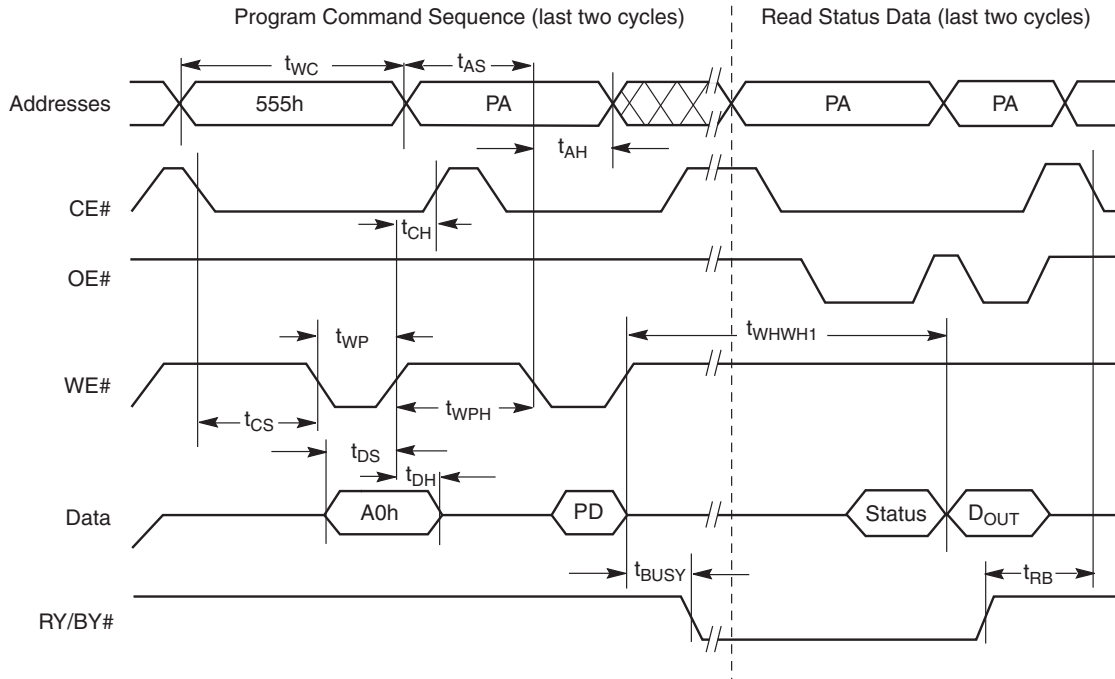 Program Command Sequence (last two cycles) Read Status Data (last two cycles)
tWC tAS
Addresses 555h PA PA PA
tAH
CE#
tCH
OE#
tWP tWHWH1
WE#
tCS tWPH
tDS
tDH
Data A0h PD Status DOUT
tBUSY tRB
RY/BY#